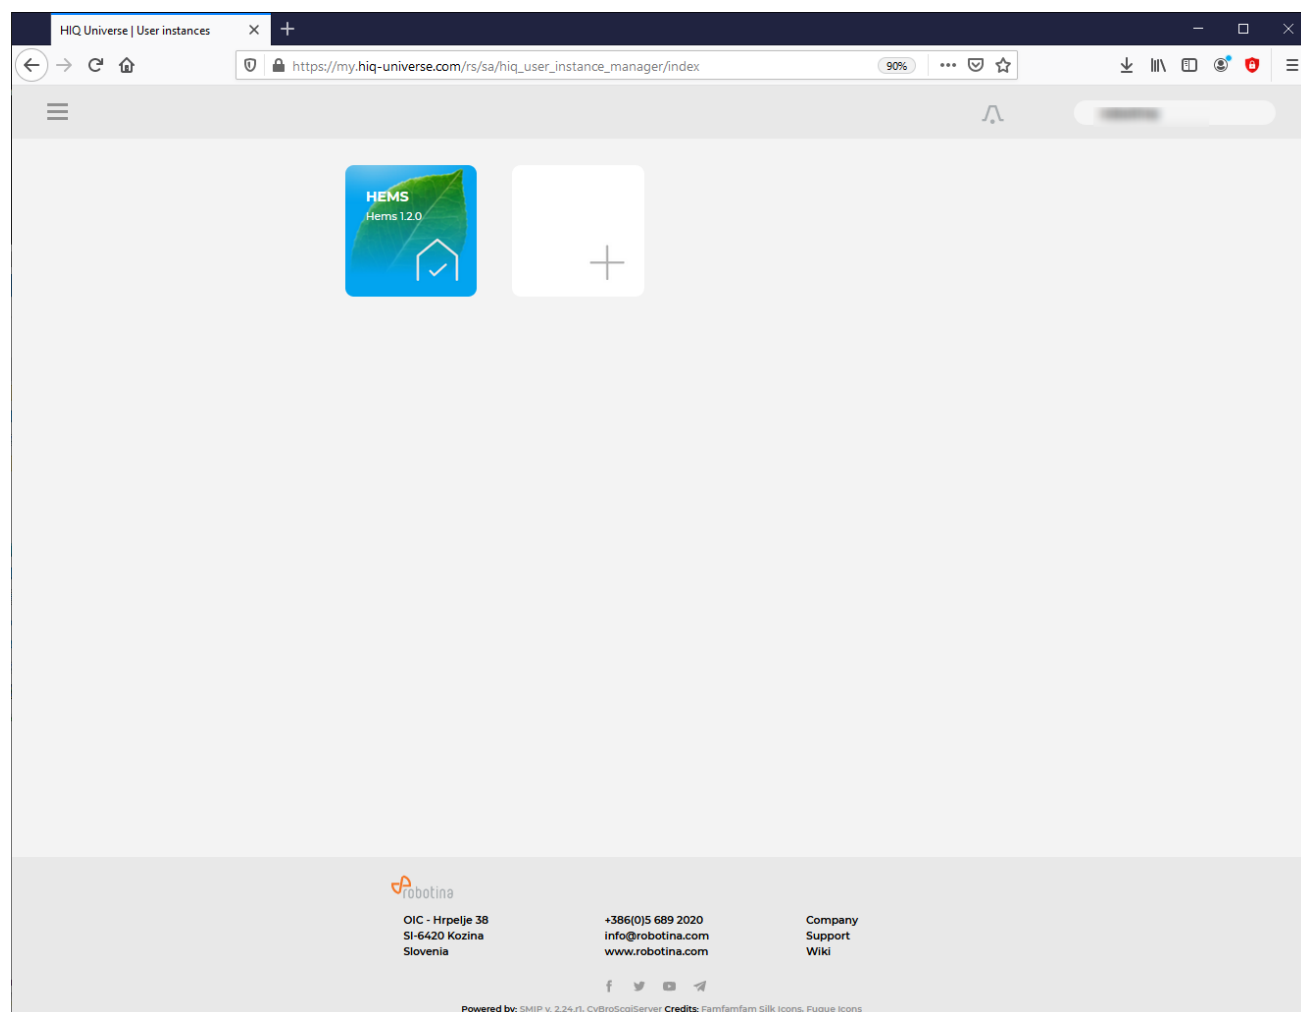 HIQ Universe | User instances
https://my.hiq-universe.com/rs/sa/hiq_user_instance_manager/index
90%
HEMS
Hems 1.2.0
robotina
OIC - Hrpelje 38
SI-6420 Kozina
Slovenia
+386(0)5 689 2020
info@robotina.com
www.robotina.com
Company
Support
Wiki
Powered by: SMIP v. 2.24.r1, CyBroScgiServer Credits: Famfamfam Silk Icons, Fugue Icons